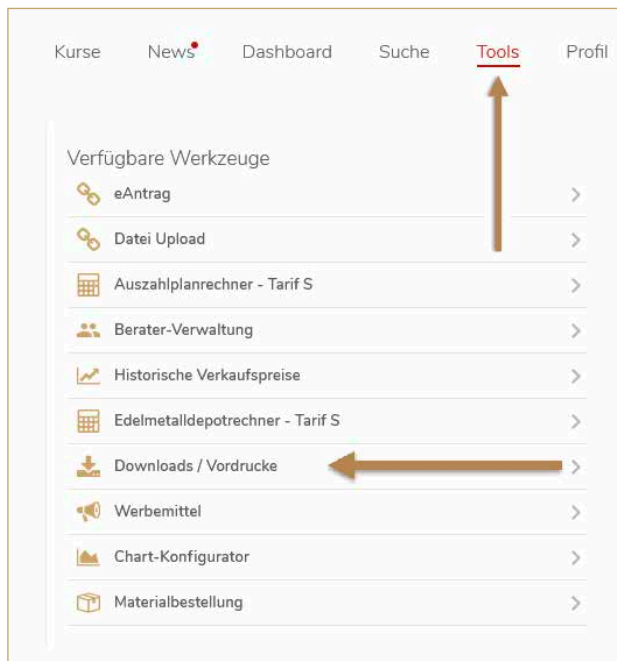 Kurse News Dashboard Suche Tools Profil
Verfügbare Werkzeuge
eAntrag
Datei Upload
Auszahlplanrechner - Tarif S
Berater-Verwaltung
Historische Verkaufspreise
Edelmetalldepotrechner - Tarif S
Downloads / Vordrucke
Werbemittel
Chart-Konfigurator
Materialbestellung